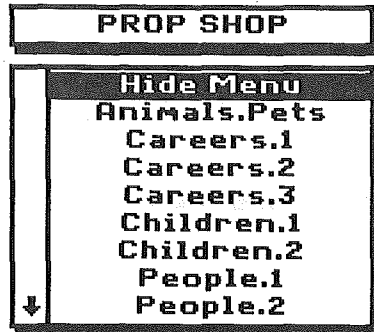 PROP SHOP
Hide Menu
Animals.Pets
Careers.1
Careers.2
Careers.3
Children.1
Children.2
People.1
People.2